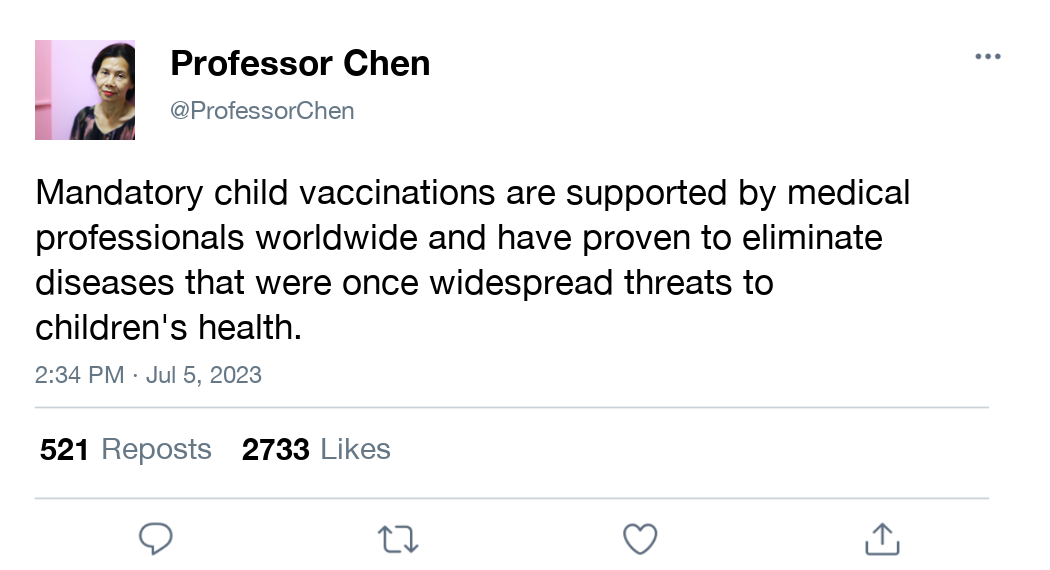 Professor Chen
@ProfessorChen
Mandatory child vaccinations are supported by medical
professionals worldwide and have proven to eliminate
diseases that were once widespread threats to
children's health.
2:34 PM · Jul 5, 2023
521 Reposts 2733 Likes